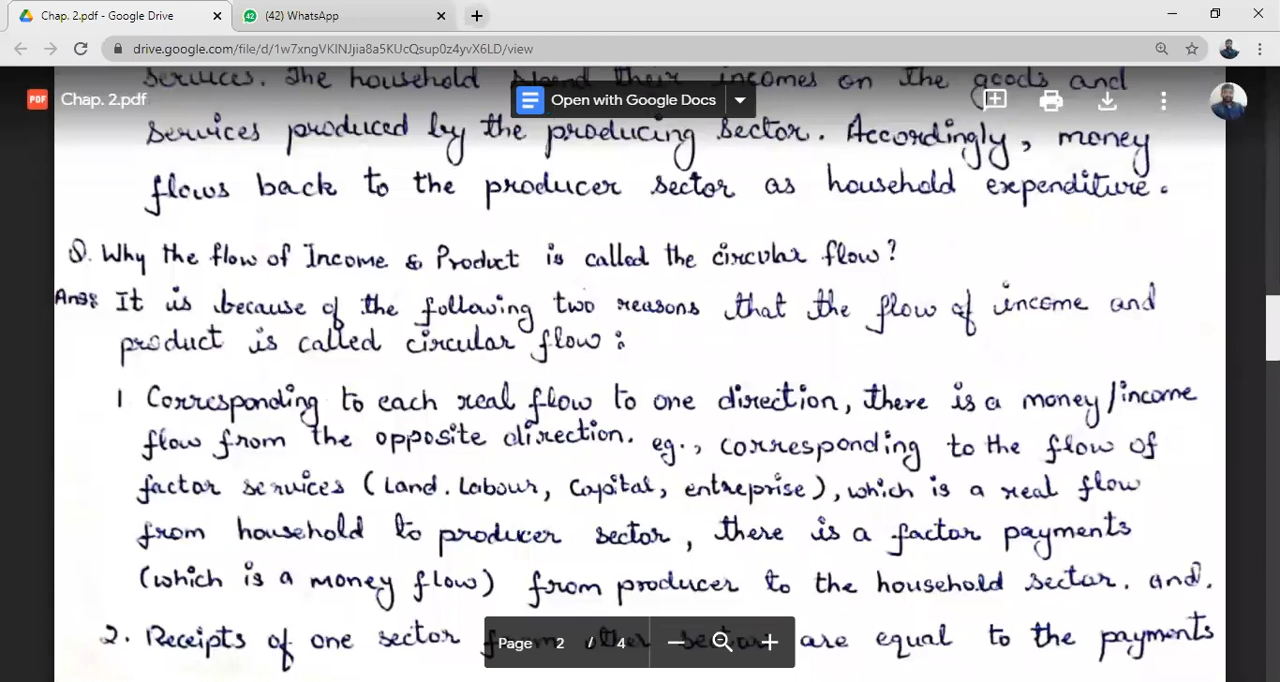 Chap. 2.pdf - Google Drive
(42) WhatsApp
drive.google.com/file/d/1w7xngVKlNJjia8a5KUcQsup0z4yvX6LD/view
services. The household spend their incomes on the goods and
PDF Chap. 2.pdf
Open with Google Docs
services produced by the producing sector. Accordingly, money
flows back to the producer sector as household expenditure.
Q. Why the flow of Income & Product is called the circular flow?
Ans: It is because of the following two reasons that the flow of income and
product is called circular flow:
1 Corresponding to each real flow to one direction, there is a money/income
flow from the opposite direction. eg., corresponding to the flow of
factor services (Land. Labour, Capital, entreprise), which is a real flow
from household to producer sector, there is a factor payments
(which is a money flow) from producer to the household sector. and.
2. Receipts of one sector from other sector are equal to the payments
Page 2 / 4